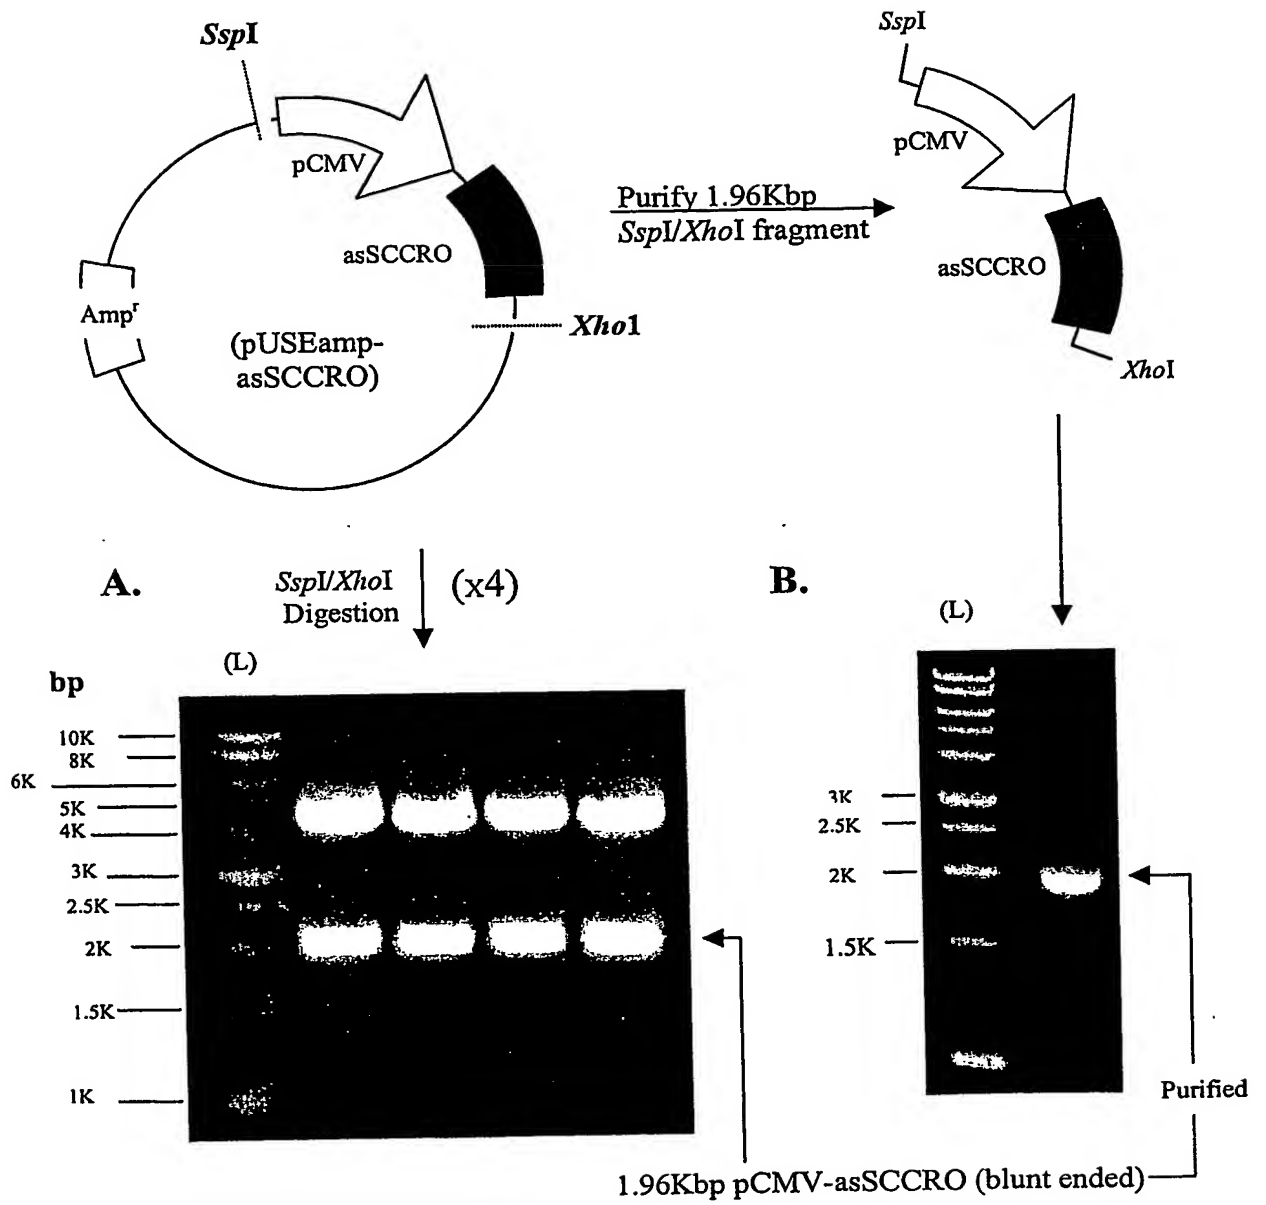 SspI
pCMV
asSCCRO
Ampʳ
Xho1
(pUSEamp-
asSCCRO)
Purify 1.96Kbp
SspI/XhoI fragment
SspI
pCMV
asSCCRO
XhoI
A.
SspI/XhoI
Digestion
(x4)
B.
(L)
(L)
bp
10K
8K
6K
5K
4K
3K
2.5K
2K
1.5K
1K
3K
2.5K
2K
1.5K
Purified
1.96Kbp pCMV-asSCCRO (blunt ended)